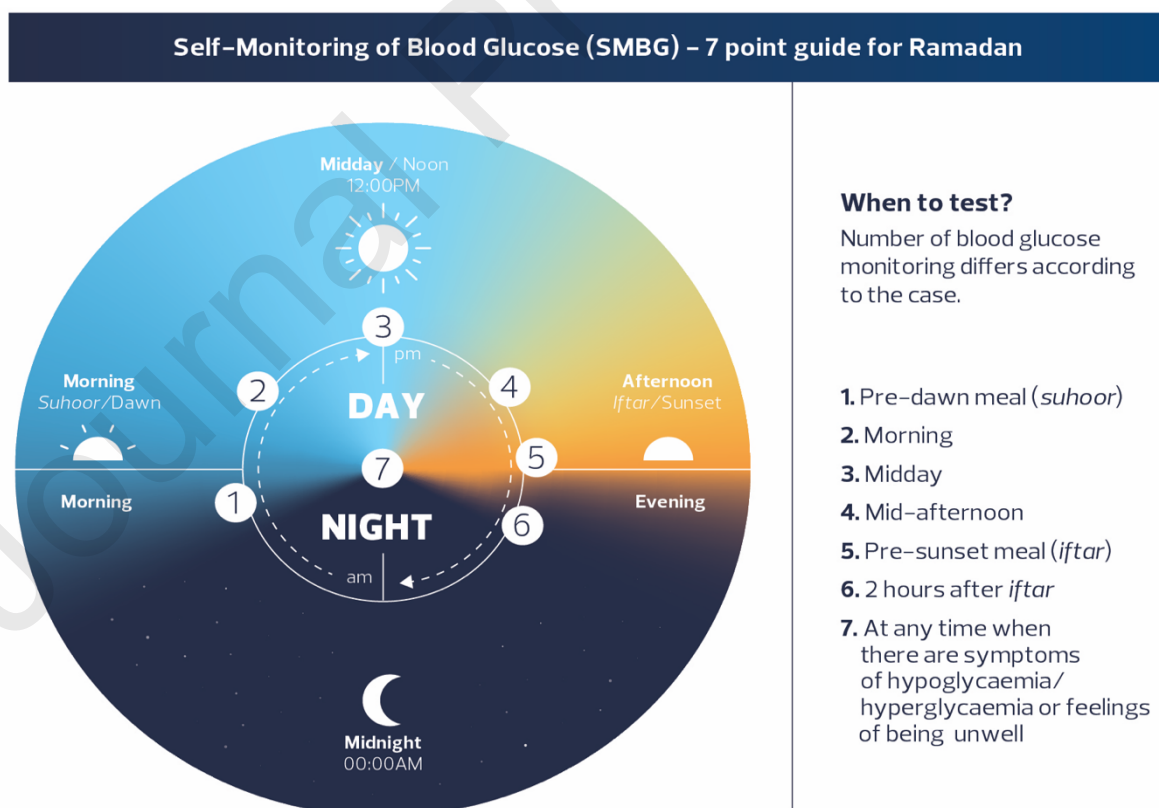 Self-Monitoring of Blood Glucose (SMBG) – 7 point guide for Ramadan
Midday / Noon
12:00PM
Morning
Suhoor/Dawn
Morning
Afternoon
Iftar/Sunset
Evening
3
pm
2
4
DAY
7
5
1
6
NIGHT
am
Midnight
00:00AM
When to test?
Number of blood glucose
monitoring differs according
to the case.
1. Pre-dawn meal (suhoor)
2. Morning
3. Midday
4. Mid-afternoon
5. Pre-sunset meal (iftar)
6. 2 hours after iftar
7. At any time when
there are symptoms
of hypoglycaemia/
hyperglycaemia or feelings
of being unwell
Journal P